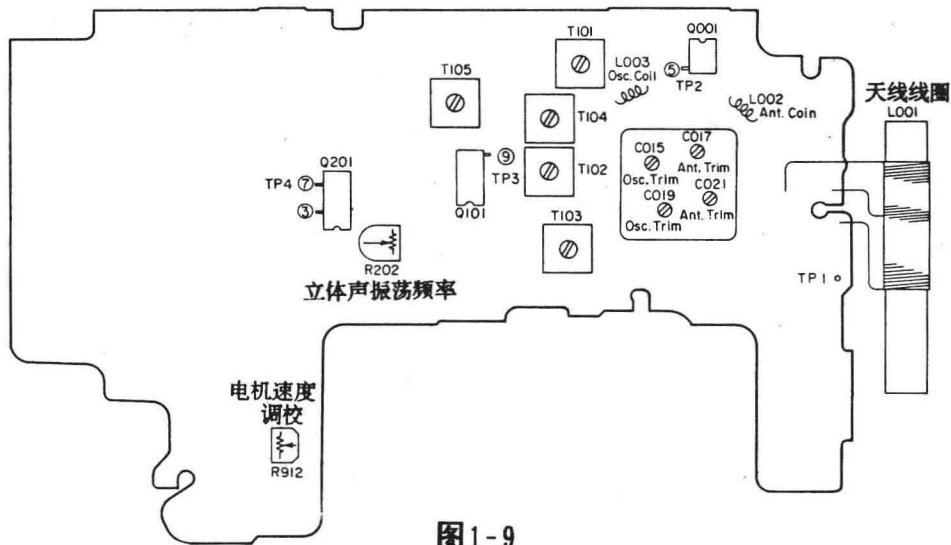 T101
Q001
L003
Osc. Coil
⑤
TP2
T105
L002
Ant. Coin
天线线圈
L001
T104
C017
Ant. Trim
C015
Osc. Trim
Q201
⑨
TP3
T102
TP4 ⑦
③
C021
Ant. Trim
C019
Osc. Trim
Q101
T103
R202
立体声振荡频率
TP1
电机速度
调校
R912
图1-9